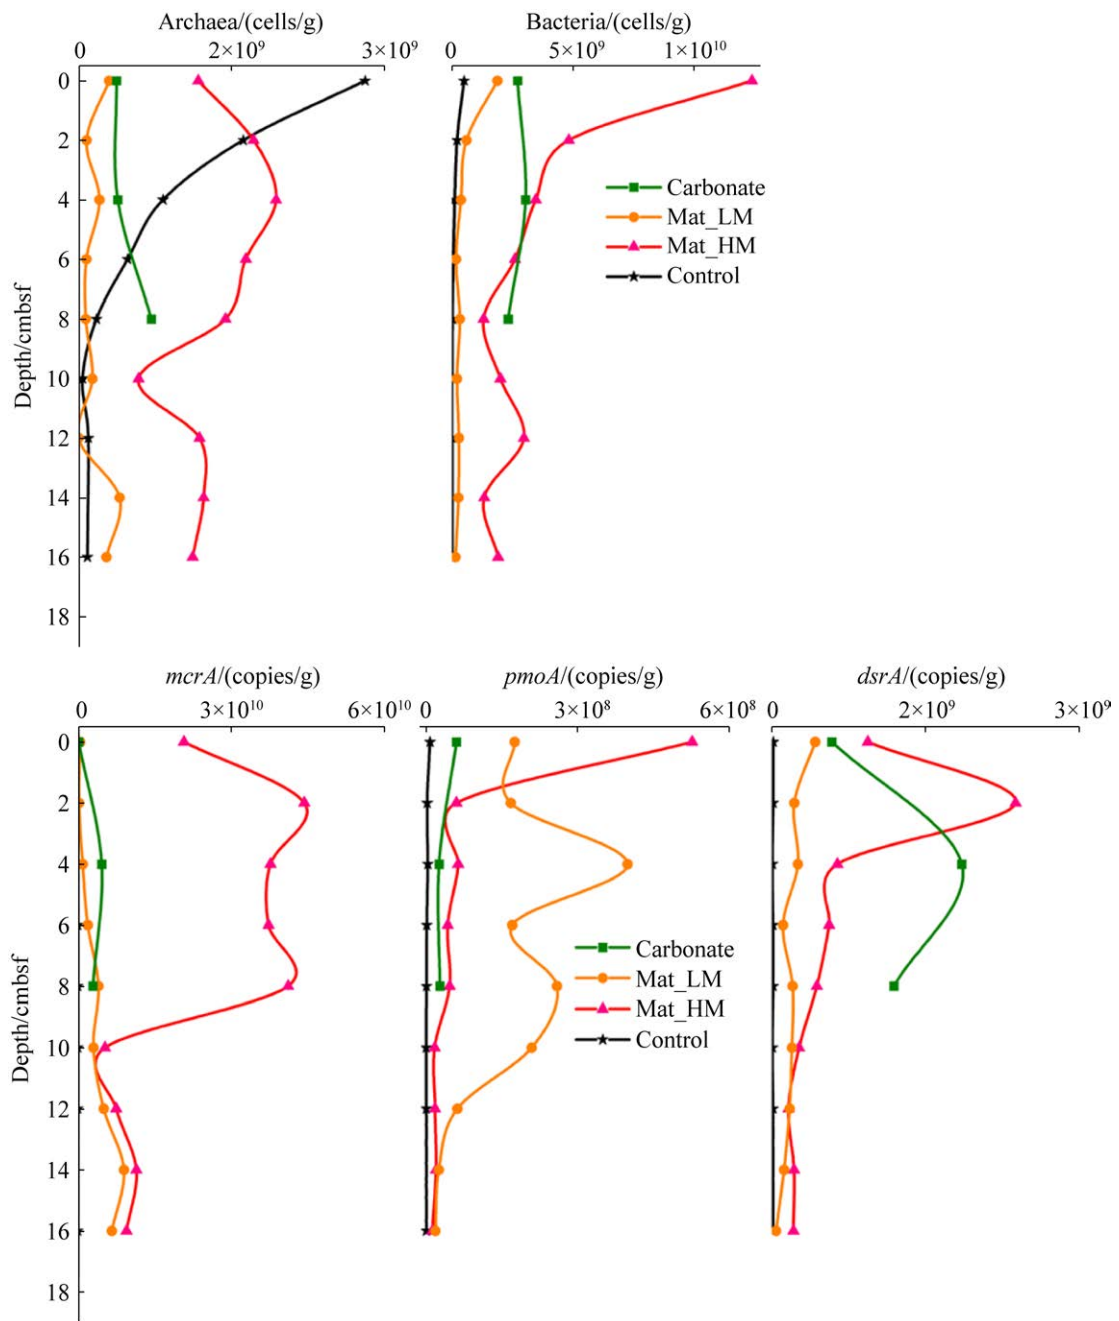 Archaea/(cells/g) Bacteria/(cells/g)
0 2×10⁹ 3×10⁹ 0 5×10⁹ 1×10¹⁰
0
2
4
6
8
10
12
14
16
18
Depth/cmbsf
Carbonate
Mat_LM
Mat_HM
Control
mcrA/(copies/g) pmoA/(copies/g) dsrA/(copies/g)
0 3×10¹⁰ 6×10¹⁰ 0 3×10⁸ 6×10⁸ 0 2×10⁹ 3×10⁹
0
2
4
6
8
10
12
14
16
18
Depth/cmbsf
Carbonate
Mat_LM
Mat_HM
Control